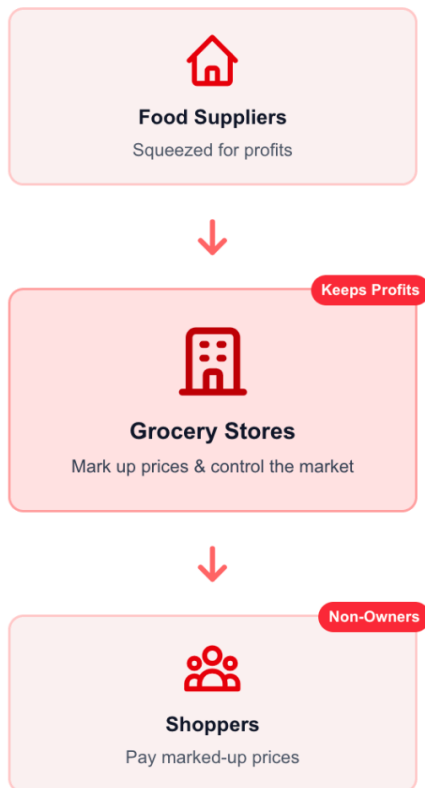 Food Suppliers
Squeezed for profits
Keeps Profits
Grocery Stores
Mark up prices & control the market
Non-Owners
Shoppers
Pay marked-up prices